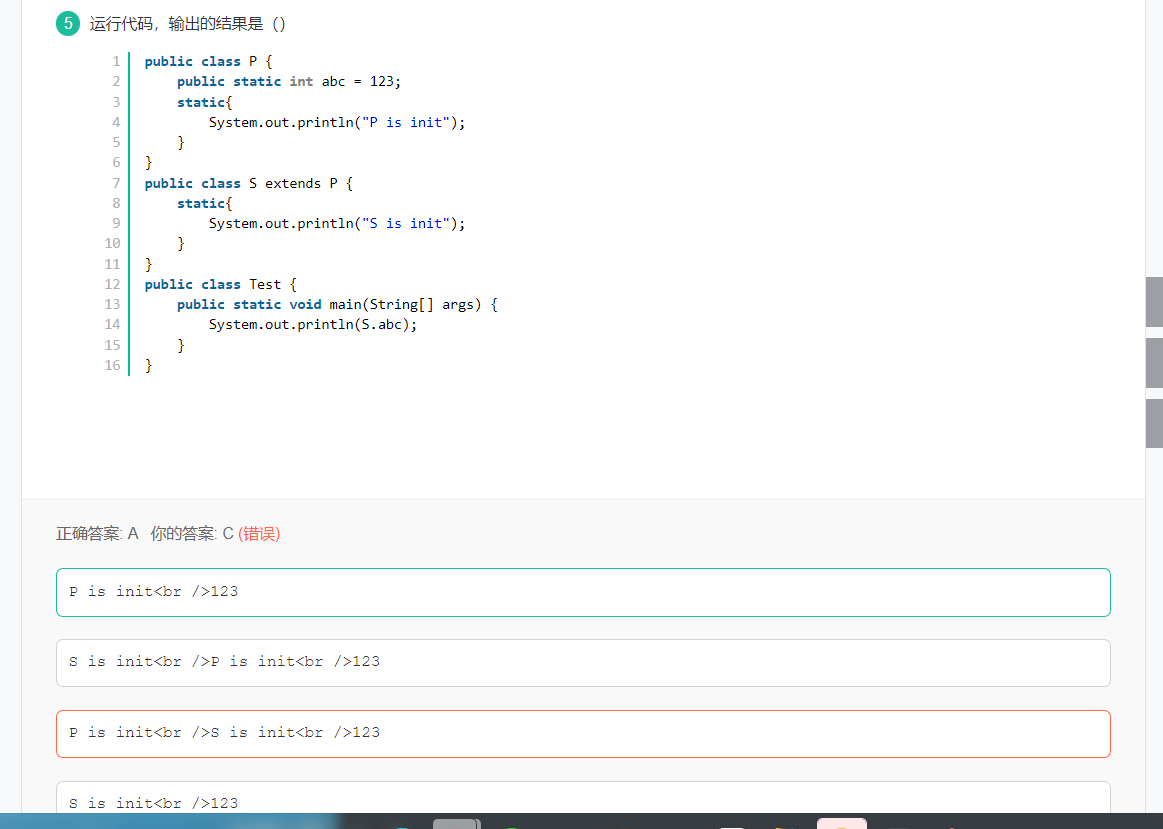 5 运行代码，输出的结果是（）
1 public class P {
2     public static int abc = 123;
3     static{
4         System.out.println("P is init");
5     }
6 }
7 public class S extends P {
8     static{
9         System.out.println("S is init");
10     }
11 }
12 public class Test {
13     public static void main(String[] args) {
14         System.out.println(S.abc);
15     }
16 }
正确答案: A 你的答案: C (错误)
P is init<br />123
S is init<br />P is init<br />123
P is init<br />S is init<br />123
S is init<br />123